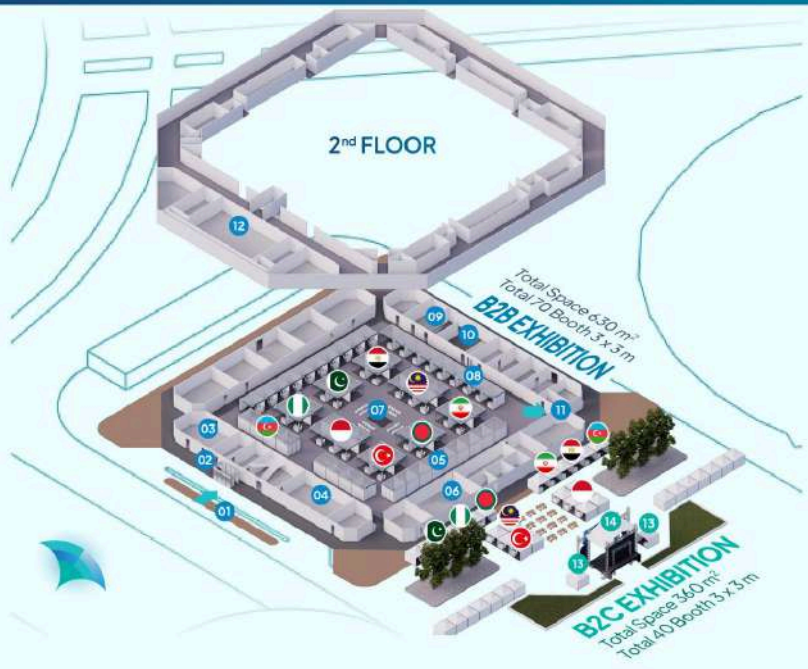 2nd FLOOR
12
Total Space 630 m²
Total 70 Booth 3 x 3 m
B2B EXHIBITION
09
10
08
07
11
03
02
05
06
04
01
14
13
13
B2C EXHIBITION
Total Space 360 m²
Total 40 Booth 3 x 3 m